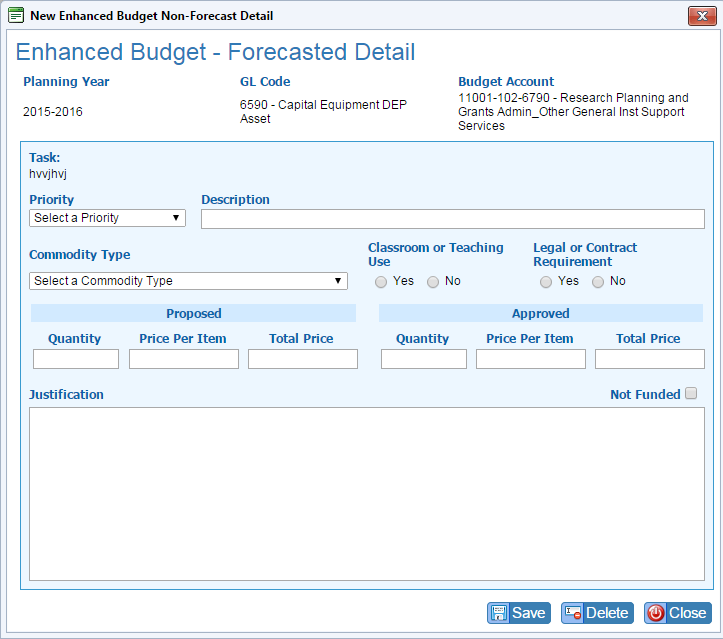 New Enhanced Budget Non-Forecast Detail
Enhanced Budget - Forecasted Detail
Planning Year
GL Code
Budget Account
2015-2016
6590 - Capital Equipment DEP
Asset
11001-102-6790 - Research Planning and
Grants Admin_Other General Inst Support
Services
Task:
hvvjhvj
Priority
Description
Select a Priority
Commodity Type
Classroom or Teaching
Use
Legal or Contract
Requirement
Select a Commodity Type
Yes No
Yes No
Proposed
Approved
Quantity Price Per Item Total Price
Quantity Price Per Item Total Price
Justification
Not Funded
Save Delete Close